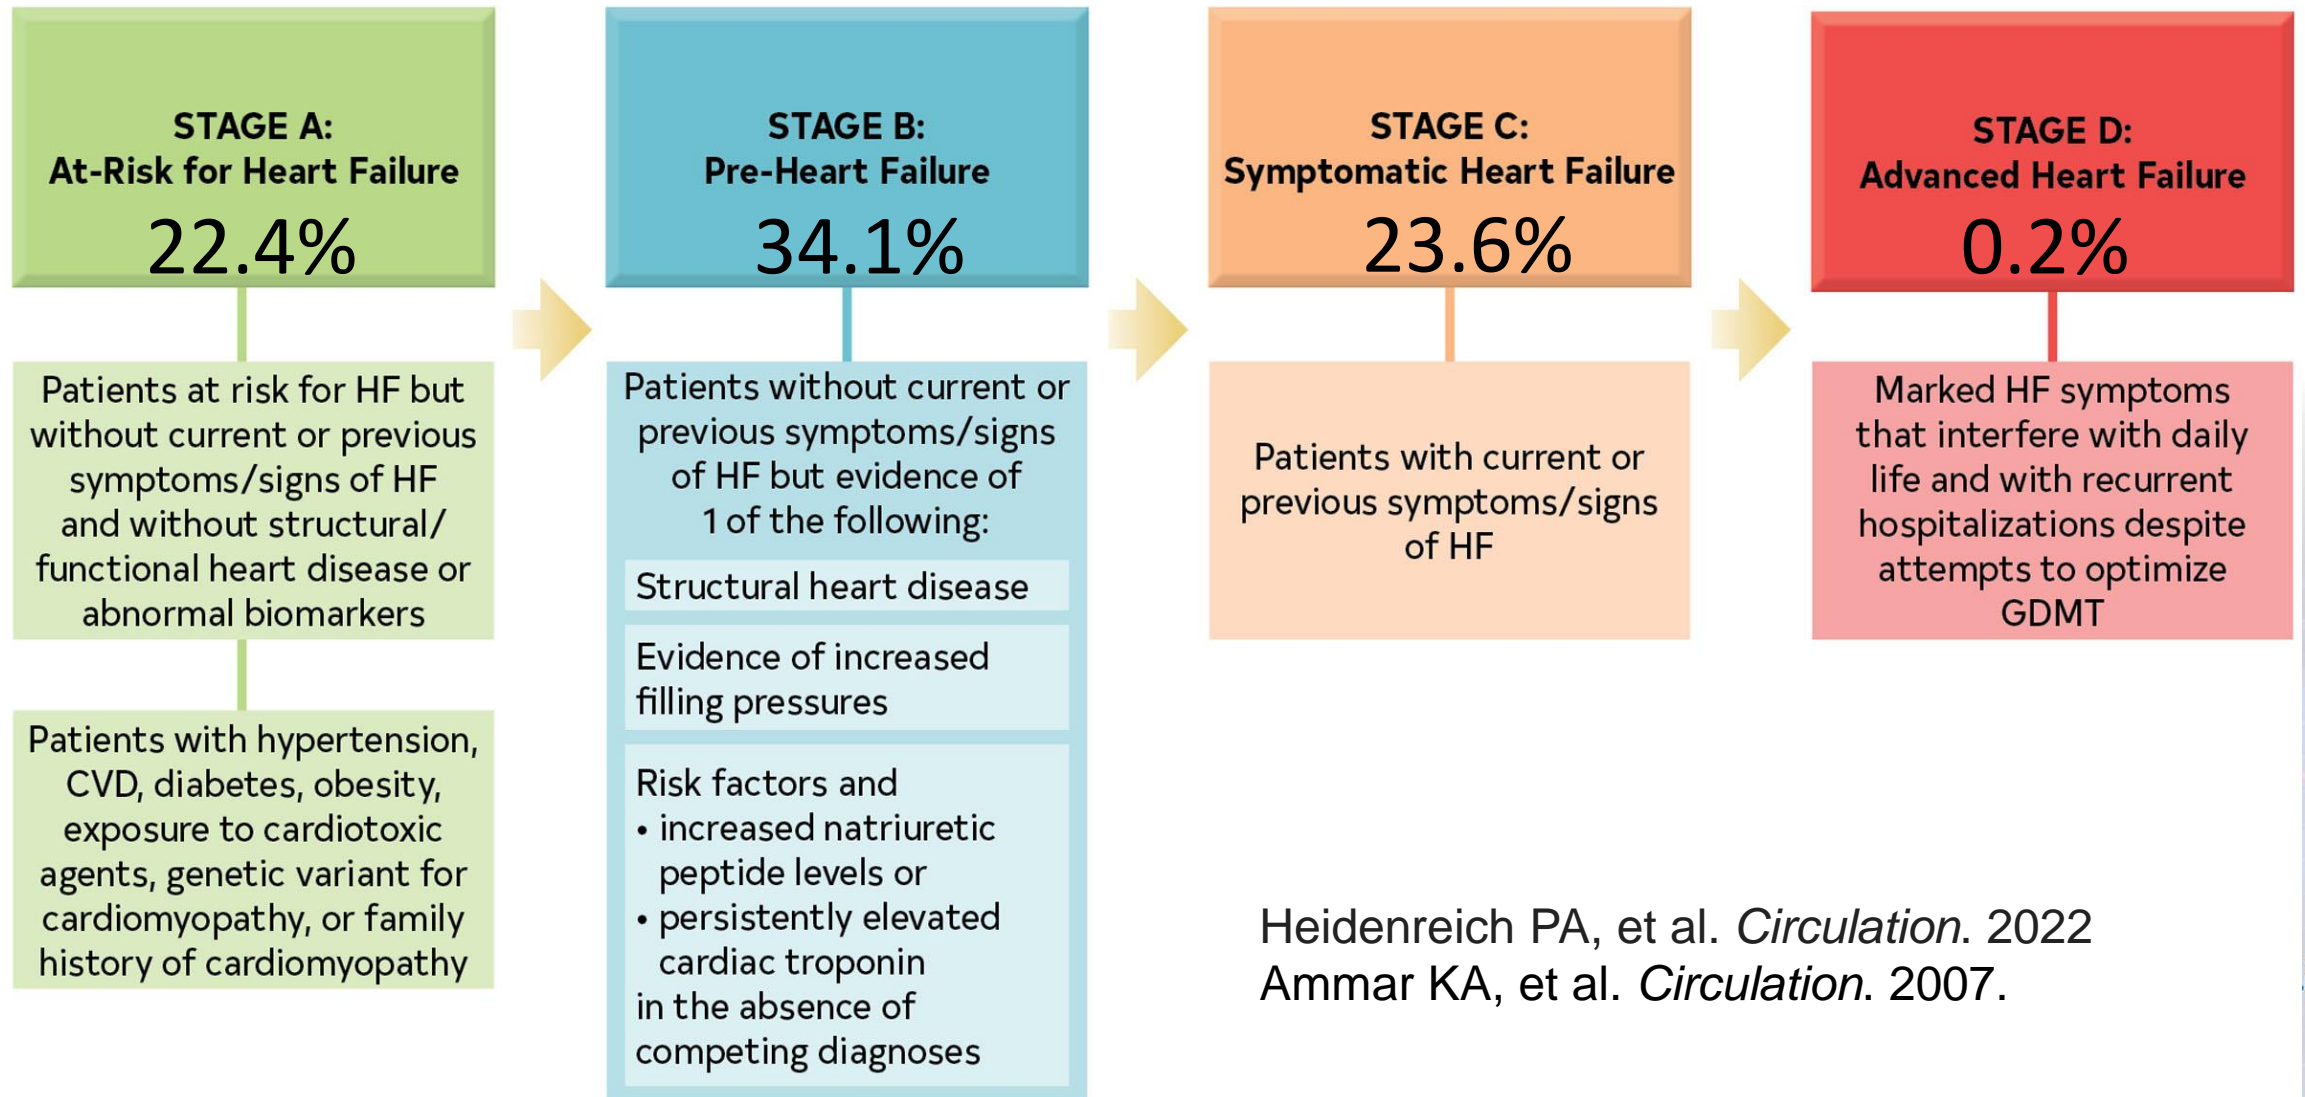 STAGE A:
At-Risk for Heart Failure
22.4%
Patients at risk for HF but
without current or previous
symptoms/signs of HF
and without structural/
functional heart disease or
abnormal biomarkers
Patients with hypertension,
CVD, diabetes, obesity,
exposure to cardiotoxic
agents, genetic variant for
cardiomyopathy, or family
history of cardiomyopathy
STAGE B:
Pre-Heart Failure
34.1%
Patients without current or
previous symptoms/signs
of HF but evidence of
1 of the following:
Structural heart disease
Evidence of increased
filling pressures
Risk factors and
• increased natriuretic
peptide levels or
• persistently elevated
cardiac troponin
in the absence of
competing diagnoses
STAGE C:
Symptomatic Heart Failure
23.6%
Patients with current or
previous symptoms/signs
of HF
STAGE D:
Advanced Heart Failure
0.2%
Marked HF symptoms
that interfere with daily
life and with recurrent
hospitalizations despite
attempts to optimize
GDMT
Heidenreich PA, et al. Circulation. 2022
Ammar KA, et al. Circulation. 2007.